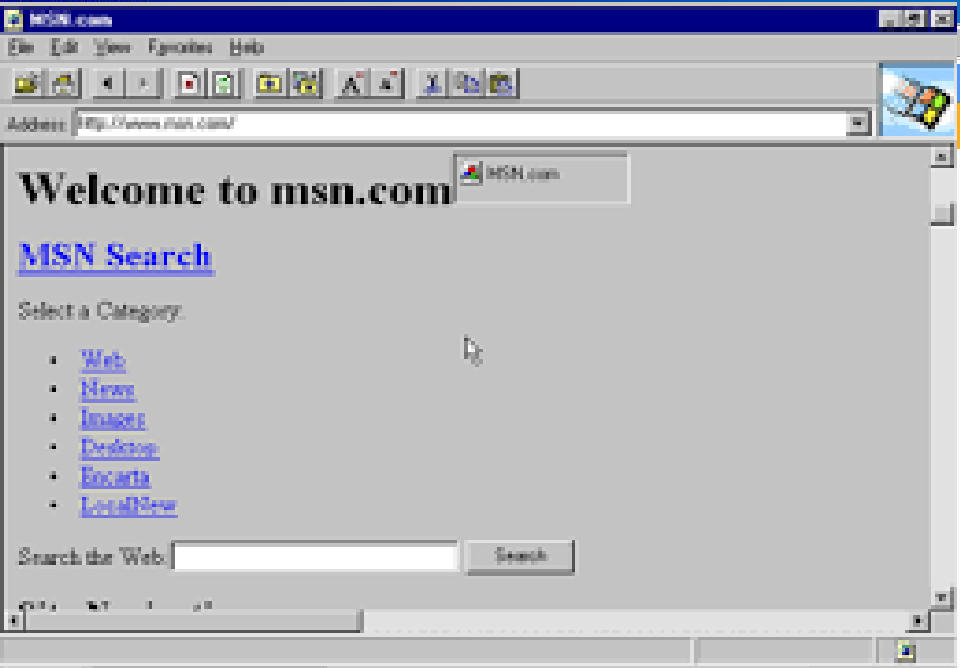 MSN.com
File Edit View Favorites Help
Address: http://www.msn.com/
Welcome to msn.com MSN.com
MSN Search
Select a Category:
Web
News
Images
Desktop
Encarta
LocalNew
Search the Web: Search